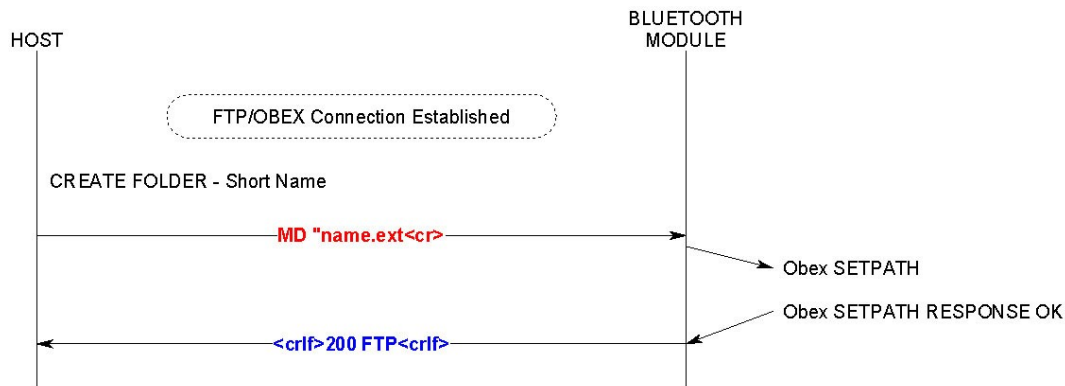 HOST
BLUETOOTH
MODULE
FTP/OBEX Connection Established
CREATE FOLDER - Short Name
MD "name.ext<cr>
Obex SETPATH
Obex SETPATH RESPONSE OK
<crlf>200 FTP<crlf>